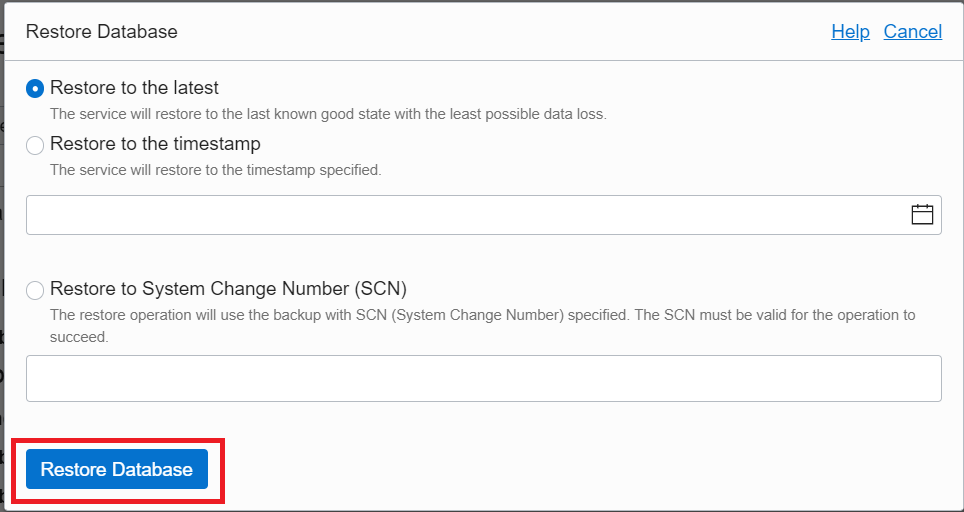 Restore Database
Help Cancel
Restore to the latest
The service will restore to the last known good state with the least possible data loss.
Restore to the timestamp
The service will restore to the timestamp specified.
Restore to System Change Number (SCN)
The restore operation will use the backup with SCN (System Change Number) specified. The SCN must be valid for the operation to
succeed.
Restore Database